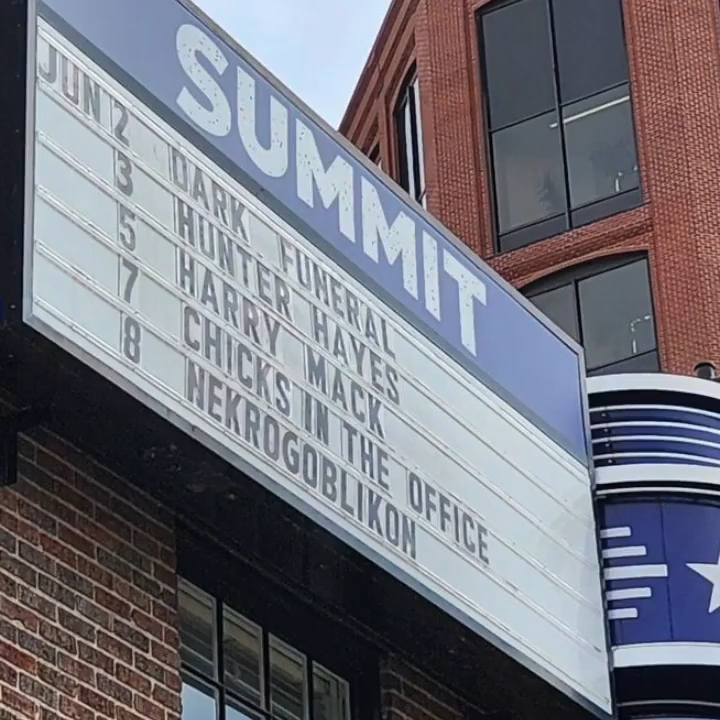 SUMMIT
JUN 2 DARK FUNERAL
3 HUNTER HAYES
5 HARRY MACK
7 CHICKS IN THE OFFICE
8 NEKROGOBLIKON